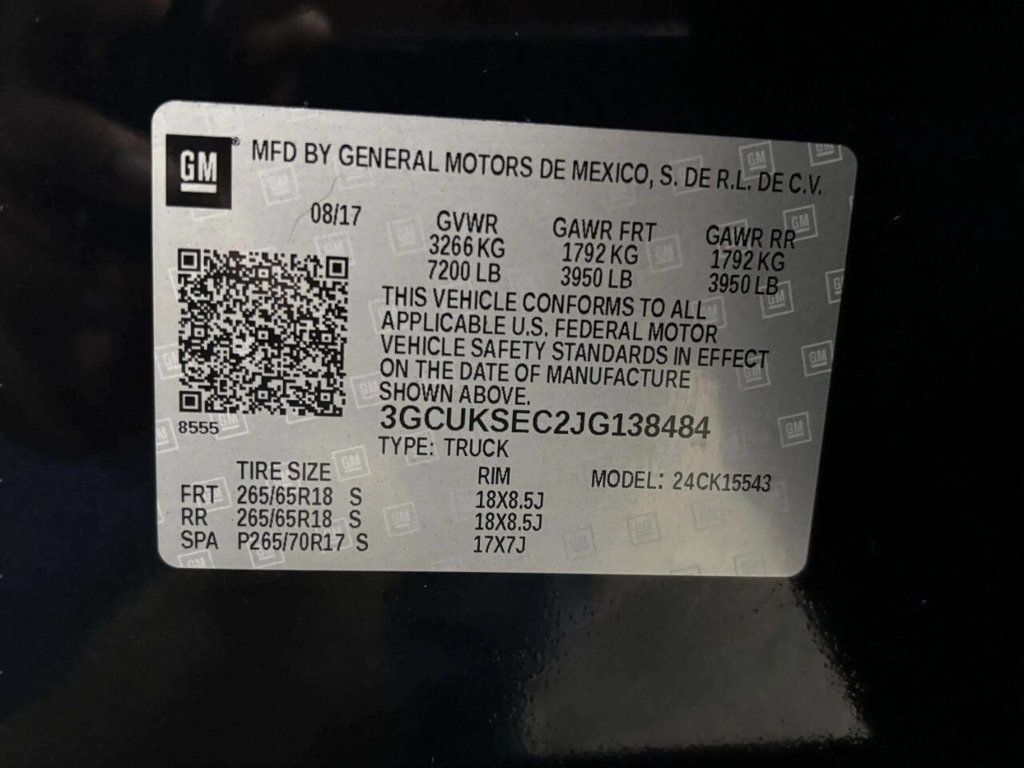 GM MFD BY GENERAL MOTORS DE MEXICO, S. DE R.L. DE C.V.
08/17
GVWR GAWR FRT GAWR RR
3266 KG 1792 KG 1792 KG
7200 LB 3950 LB 3950 LB
THIS VEHICLE CONFORMS TO ALL
APPLICABLE U.S. FEDERAL MOTOR
VEHICLE SAFETY STANDARDS IN EFFECT
ON THE DATE OF MANUFACTURE
SHOWN ABOVE.
8555 3GCUKSEC2JG138484
TYPE: TRUCK
TIRE SIZE RIM MODEL: 24CK15543
FRT 265/65R18 S 18X8.5J
RR 265/65R18 S 18X8.5J
SPA P265/70R17 S 17X7J